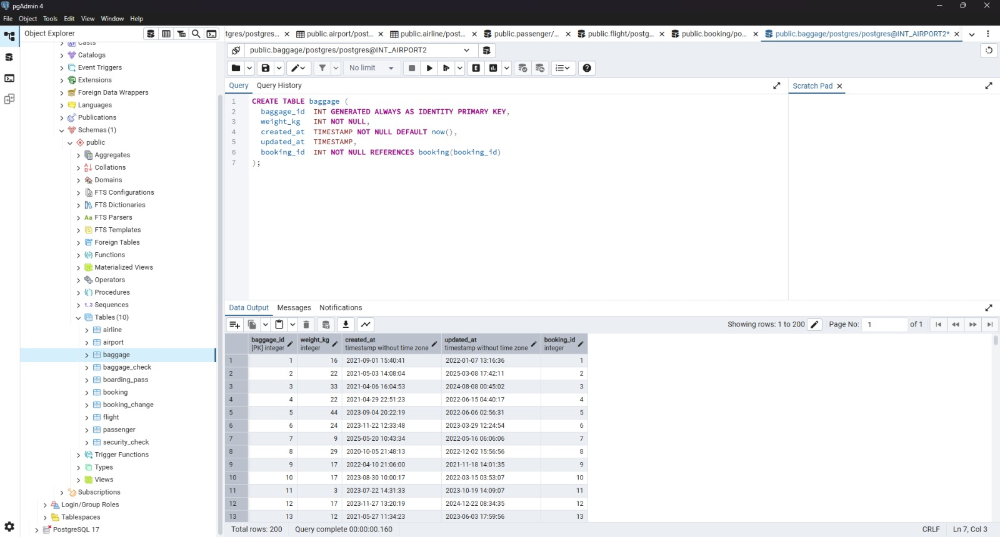 pgAdmin 4
File Object Tools Edit View Window Help
Object Explorer
tgres/postgres... public.airport/post... public.airline/post... public.passenger/... public.flight/postg... public.booking/po... public.baggage/postgres/postgres@INT_AIRPORT2*
Casts
Catalogs
Event Triggers
Extensions
Foreign Data Wrappers
Languages
Publications
Schemas (1)
public
Aggregates
Collations
Domains
FTS Configurations
FTS Dictionaries
Aa FTS Parsers
FTS Templates
Foreign Tables
Functions
Materialized Views
Operators
Procedures
1..3 Sequences
Tables (10)
airline
airport
baggage
baggage_check
boarding_pass
booking
booking_change
flight
passenger
security_check
Trigger Functions
Types
Views
Subscriptions
Login/Group Roles
Tablespaces
PostgreSQL 17
public.baggage/postgres/postgres@INT_AIRPORT2
No limit
E
Query Query History
Scratch Pad
1 CREATE TABLE baggage (
2 baggage_id INT GENERATED ALWAYS AS IDENTITY PRIMARY KEY,
3 weight_kg INT NOT NULL,
4 created_at TIMESTAMP NOT NULL DEFAULT now(),
5 updated_at TIMESTAMP,
6 booking_id INT NOT NULL REFERENCES booking(booking_id)
7 );
Data Output Messages Notifications
Showing rows: 1 to 200 Page No: 1 of 1
baggage_id weight_kg created_at updated_at booking_id
[PK] integer integer timestamp without time zone timestamp without time zone integer
1 1 16 2021-09-01 15:40:41 2022-01-07 13:16:36 1
2 2 22 2021-05-03 14:08:04 2025-03-08 17:42:11 2
3 3 33 2021-04-06 16:04:53 2024-08-08 00:45:02 3
4 4 22 2021-04-29 22:51:23 2022-06-15 04:40:17 4
5 5 44 2023-09-04 20:22:19 2022-06-06 02:56:31 5
6 6 24 2023-11-22 12:33:48 2023-03-29 12:24:54 6
7 7 9 2025-05-20 10:43:34 2022-05-16 06:06:06 7
8 8 29 2020-10-05 21:48:13 2022-12-02 15:56:56 8
9 9 17 2022-04-10 21:06:00 2021-11-18 14:01:35 9
10 10 17 2023-08-30 10:00:17 2022-03-15 03:53:07 10
11 11 3 2023-07-22 14:31:33 2023-10-19 14:09:07 11
12 12 17 2023-11-27 13:20:19 2024-12-22 08:34:35 12
13 13 12 2021-05-27 11:34:23 2023-06-03 17:59:56 13
Total rows: 200 Query complete 00:00:00.160
CRLF Ln 7, Col 3